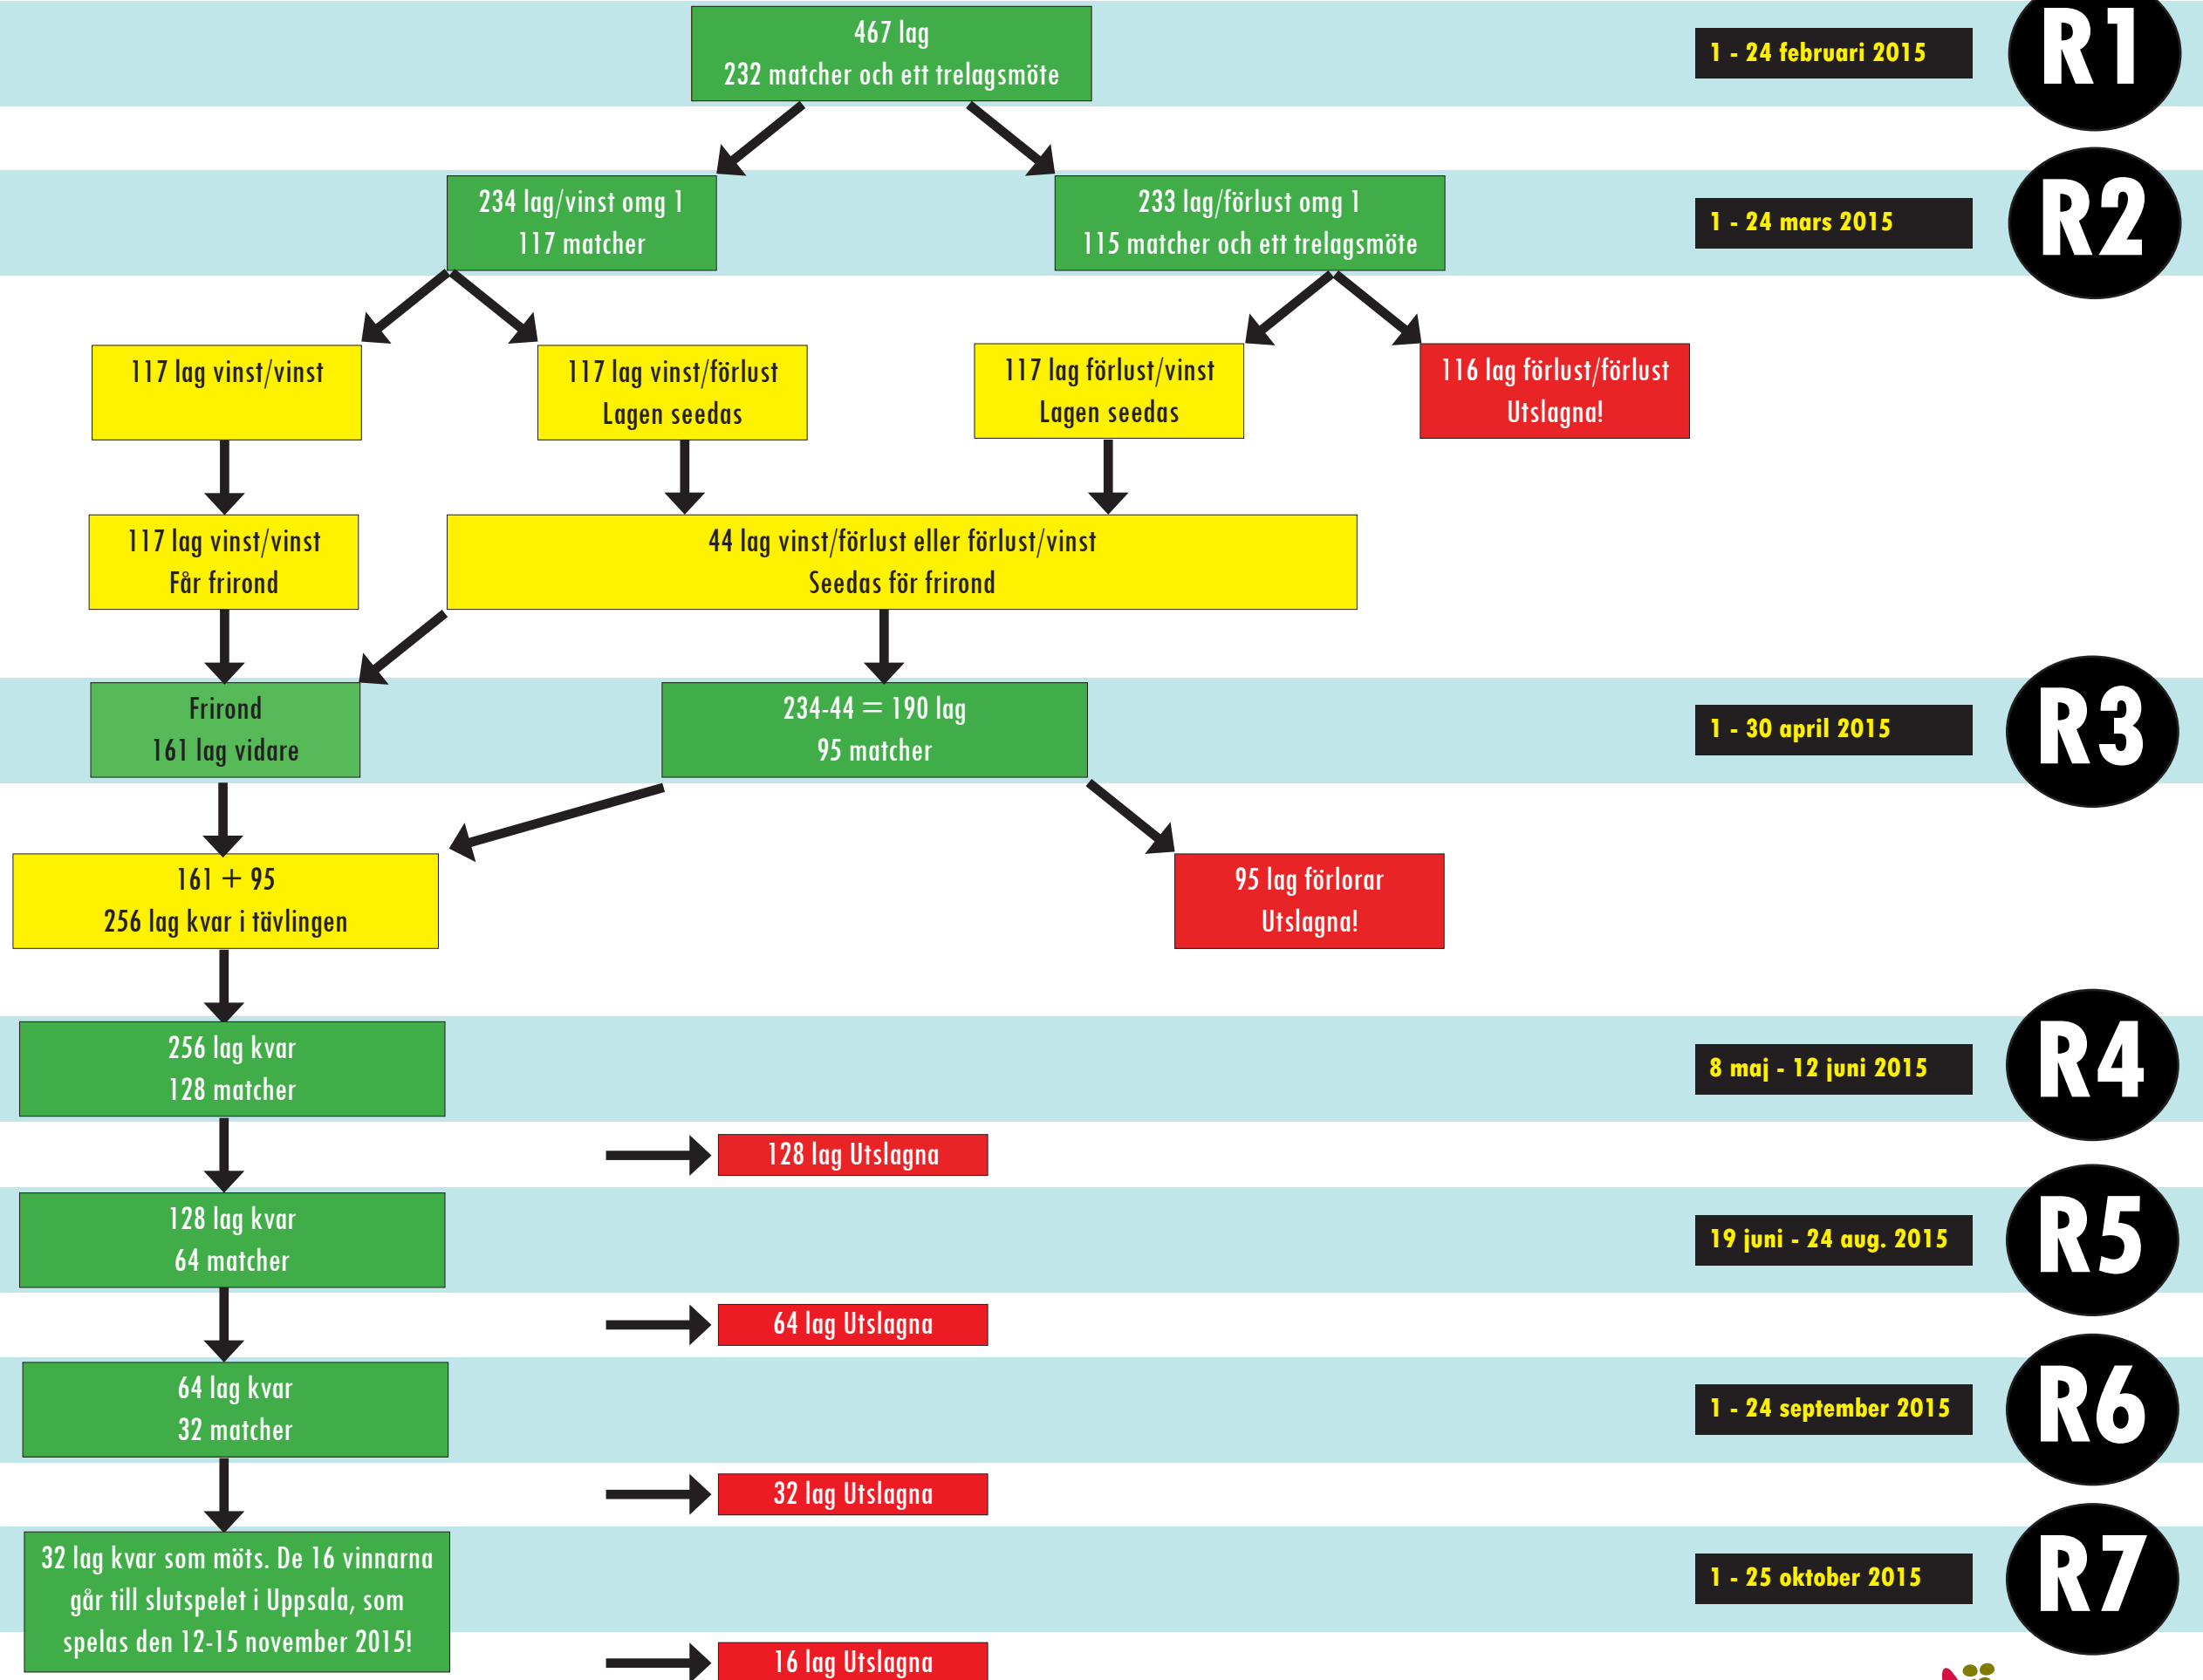 467 lag
232 matcher och ett trelagsmöte
1 - 24 februari 2015
R1
234 lag/vinst omg 1
117 matcher
233 lag/förlust omg 1
115 matcher och ett trelagsmöte
1 - 24 mars 2015
R2
117 lag vinst/vinst
117 lag vinst/förlust
Lagen seedas
117 lag förlust/vinst
Lagen seedas
116 lag förlust/förlust
Utslagna!
117 lag vinst/vinst
Får frirond
44 lag vinst/förlust eller förlust/vinst
Seedas för frirond
Frirond
161 lag vidare
234-44 = 190 lag
95 matcher
1 - 30 april 2015
R3
161 + 95
256 lag kvar i tävlingen
95 lag förlorar
Utslagna!
256 lag kvar
128 matcher
8 maj - 12 juni 2015
R4
128 lag Utslagna
128 lag kvar
64 matcher
19 juni - 24 aug. 2015
R5
64 lag Utslagna
64 lag kvar
32 matcher
1 - 24 september 2015
R6
32 lag Utslagna
32 lag kvar som möts. De 16 vinnarna
går till slutspelet i Uppsala, som
spelas den 12-15 november 2015!
1 - 25 oktober 2015
R7
16 lag Utslagna